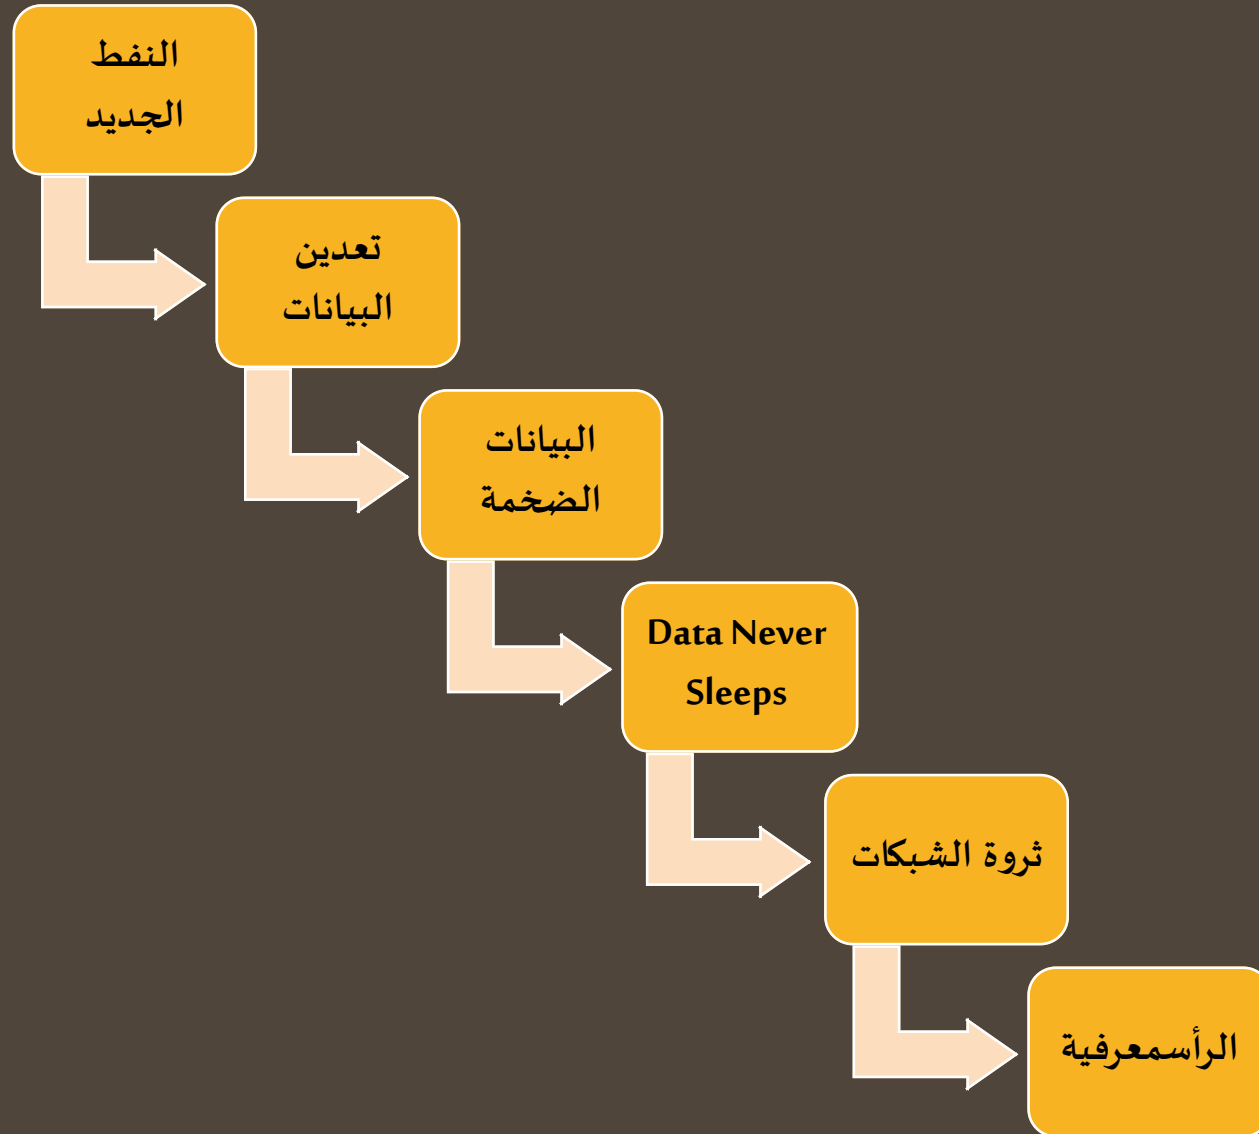 النفط
الجديد
تعدين
البيانات
البيانات
الضخمة
Data Never
Sleeps
ثروة الشبكات
الرأسمعرفية